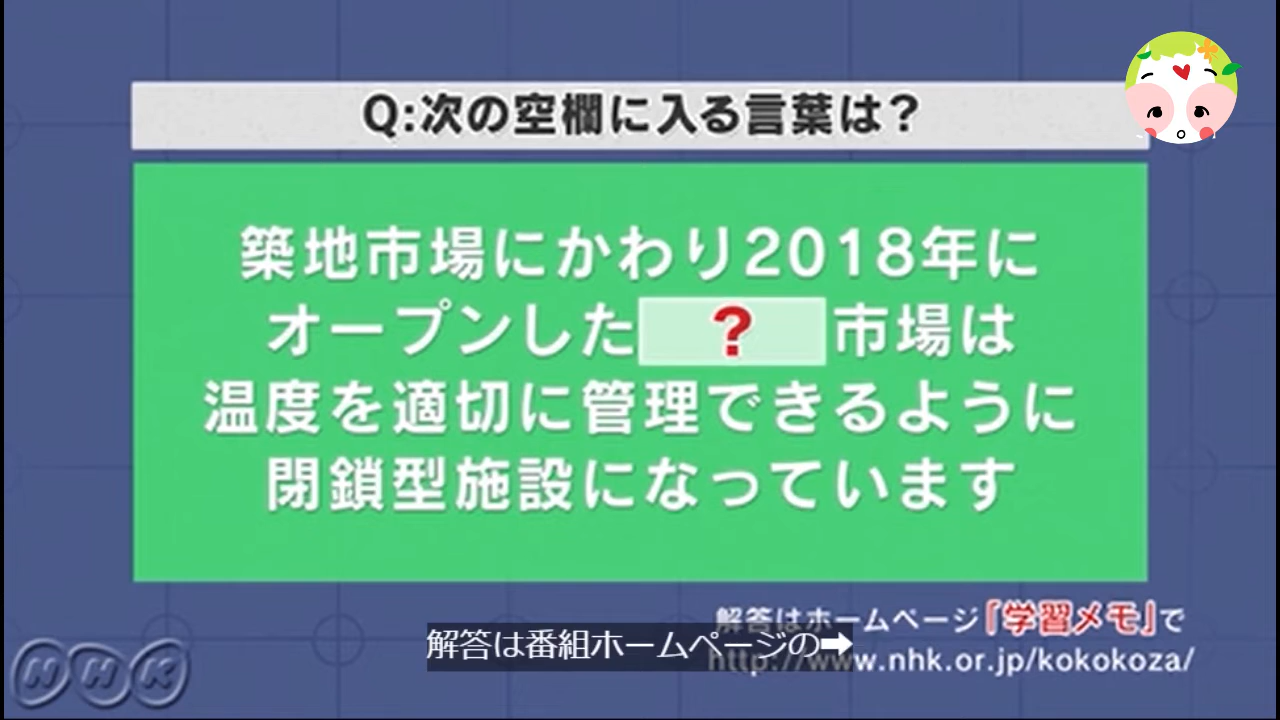 Q:次の空欄に入る言葉は？
築地市場にかわり2018年に
オープンした ? 市場は
温度を適切に管理できるように
閉鎖型施設になっています
解答はホームページ『学習メモ』で
解答は番組ホームページの➡
http://www.nhk.or.jp/kokokoza/
NHK